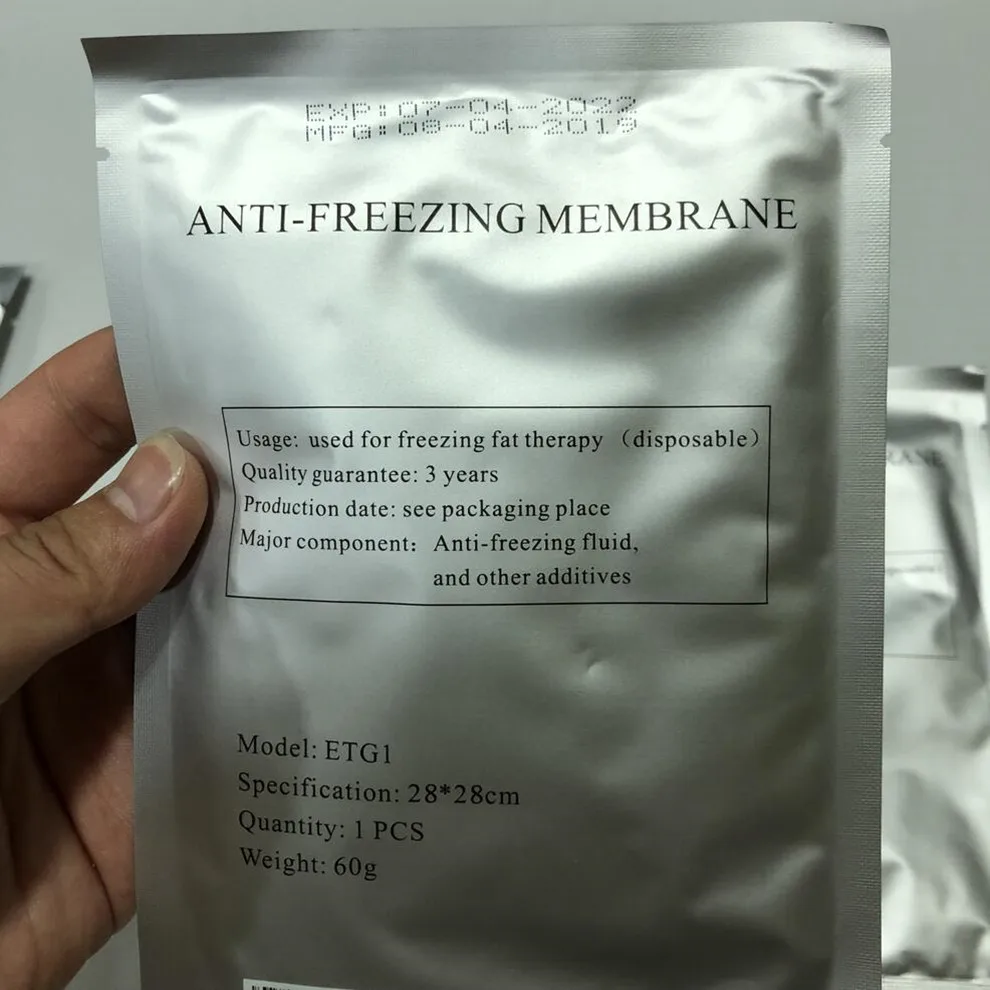 EXP:07-04-2022
MFG:08-04-2019
ANTI-FREEZING MEMBRANE
Usage: used for freezing fat therapy （disposable）
Quality guarantee: 3 years
Production date: see packaging place
Major component: Anti-freezing fluid,
and other additives
Model: ETG1
Specification: 28*28cm
Quantity: 1 PCS
Weight: 60g